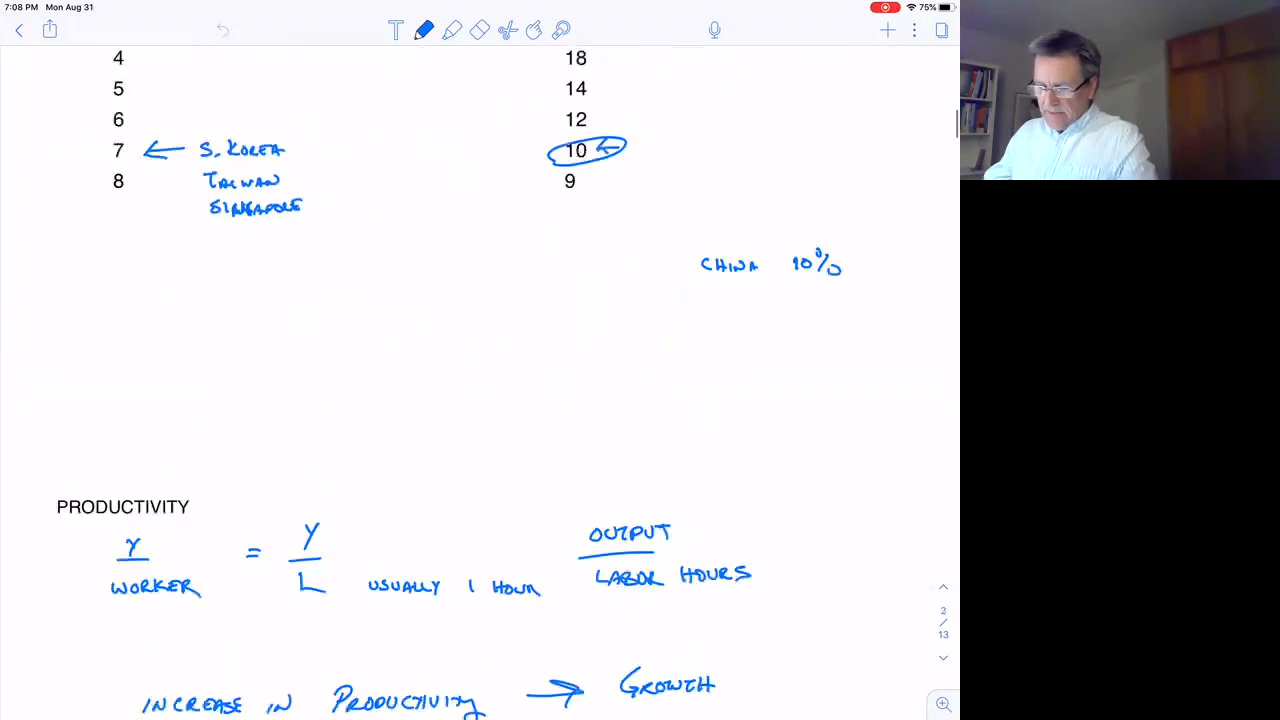 7:08 PM Mon Aug 31
75%
T
4 18
5 14
6 12
7 ← S. KOREA 10 ←
8 TAIWAN 9
SINGAPORE
CHINA 10%
PRODUCTIVITY
Y/WORKER = Y/L USUALLY 1 HOUR OUTPUT/LABOR HOURS
2
/
13
INCREASE IN PRODUCTIVITY → GROWTH